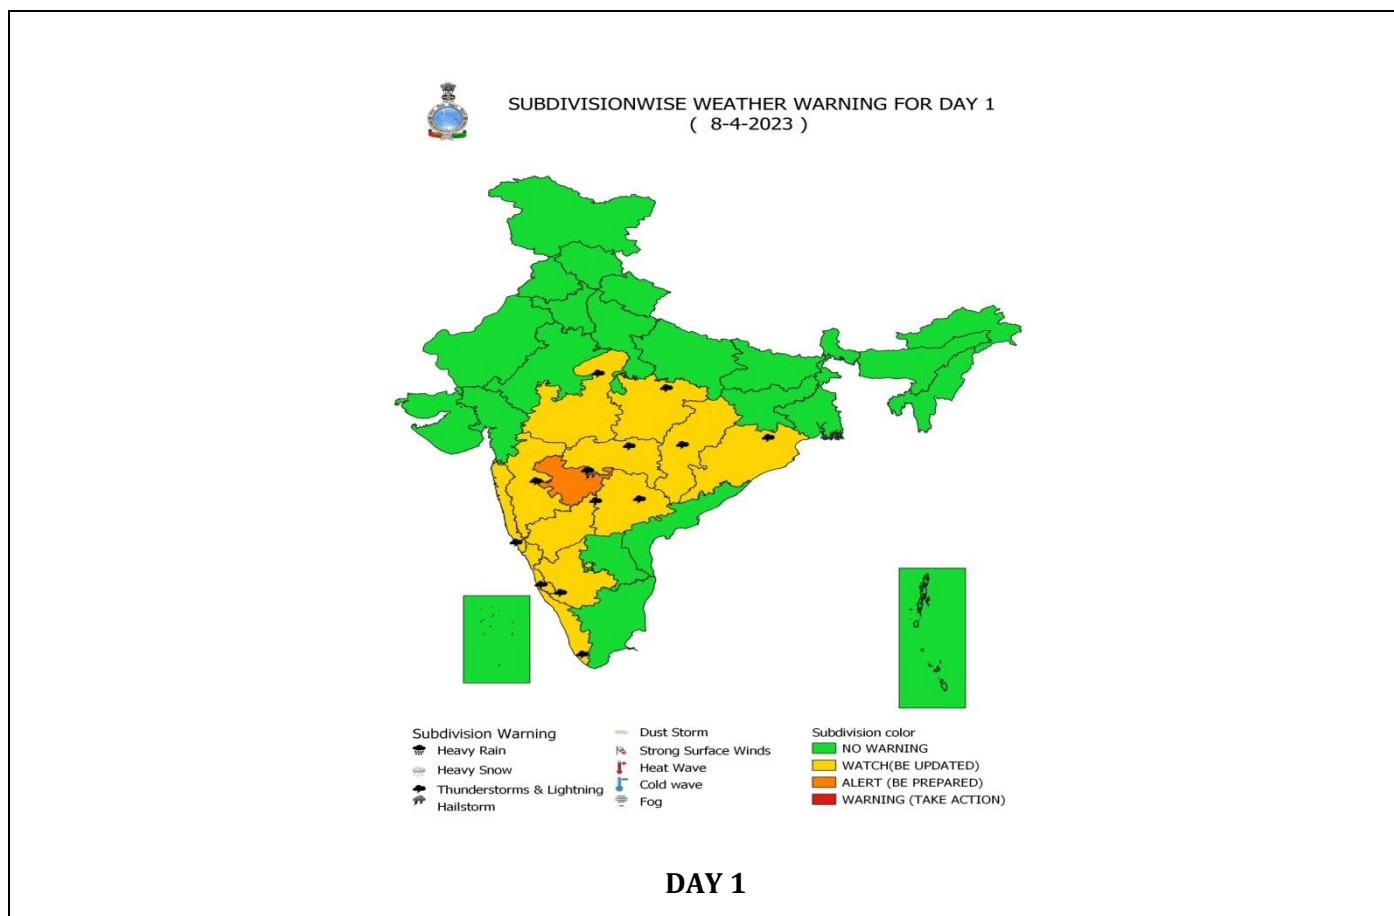 SUBDIVISIONWISE WEATHER WARNING FOR DAY 1
( 8-4-2023 )
Subdivision Warning
Heavy Rain
Heavy Snow
Thunderstorms & Lightning
Hailstorm
Dust Storm
Strong Surface Winds
Heat Wave
Cold wave
Fog
Subdivision color
NO WARNING
WATCH(BE UPDATED)
ALERT (BE PREPARED)
WARNING (TAKE ACTION)
DAY 1